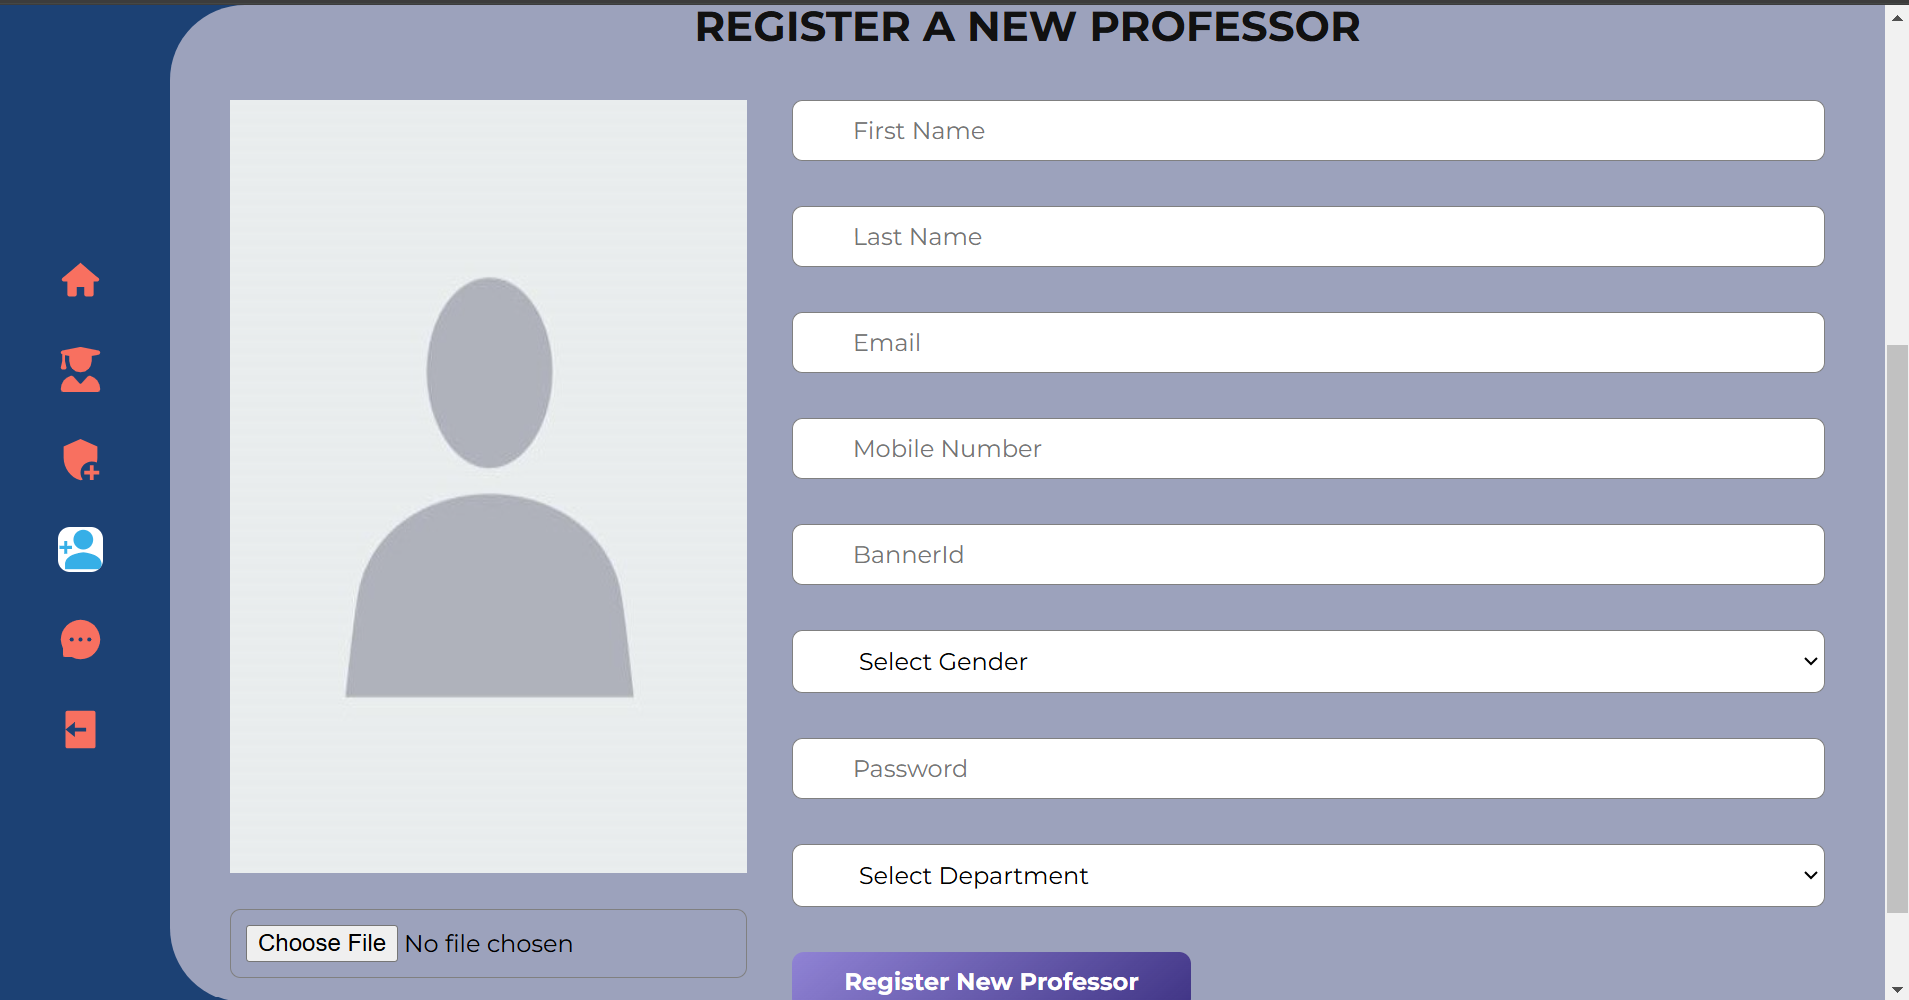 REGISTER A NEW PROFESSOR
First Name
Last Name
Email
Mobile Number
BannerId
Select Gender
Password
Select Department
Choose File No file chosen
Register New Professor